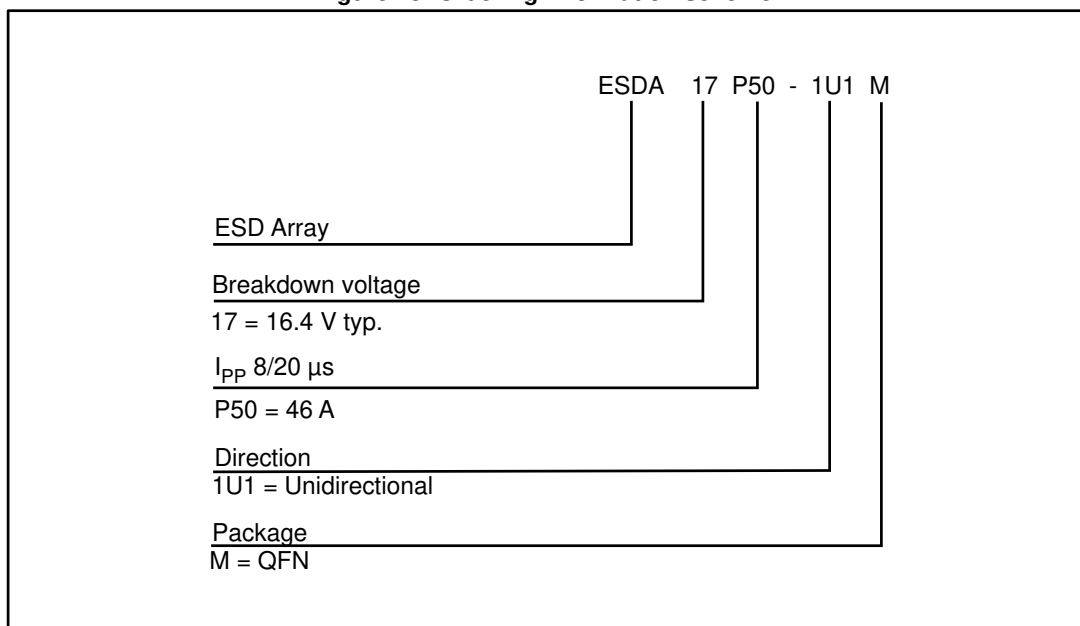 ESDA 17 P50 - 1U1 M
ESD Array
Breakdown voltage
17 = 16.4 V typ.
IPP 8/20 µs
P50 = 46 A
Direction
1U1 = Unidirectional
Package
M = QFN